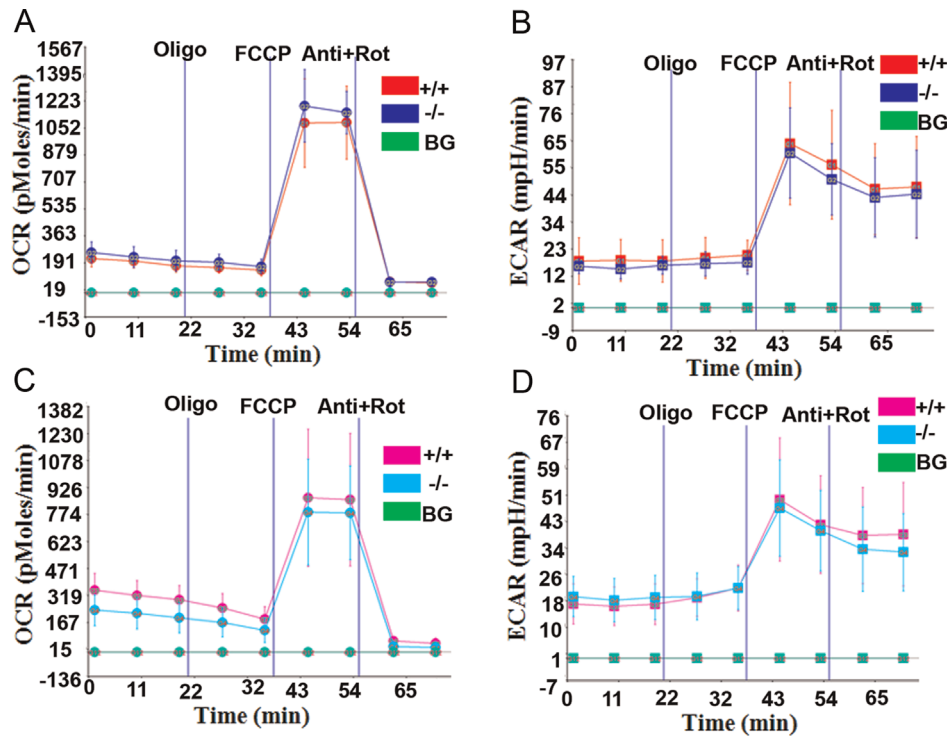 A
OCR (pMoles/min)
1567
1395
1223
1052
879
707
535
363
191
19
-153
Oligo
FCCP
Anti+Rot
+/+
-/-
BG
0
11
22
32
43
54
65
Time (min)
B
ECAR (mpH/min)
97
87
76
65
55
44
34
23
12
2
-9
Oligo
FCCP
Anti+Rot
+/+
-/-
BG
0
11
22
32
43
54
65
Time (min)
C
OCR (pMoles/min)
1382
1230
1078
926
774
623
471
319
167
15
-136
Oligo
FCCP
Anti+Rot
+/+
-/-
BG
0
11
22
32
43
54
65
Time (min)
D
ECAR (mpH/min)
76
67
59
51
43
34
26
18
10
1
-7
Oligo
FCCP
Anti+Rot
+/+
-/-
BG
0
11
22
32
43
54
65
Time (min)